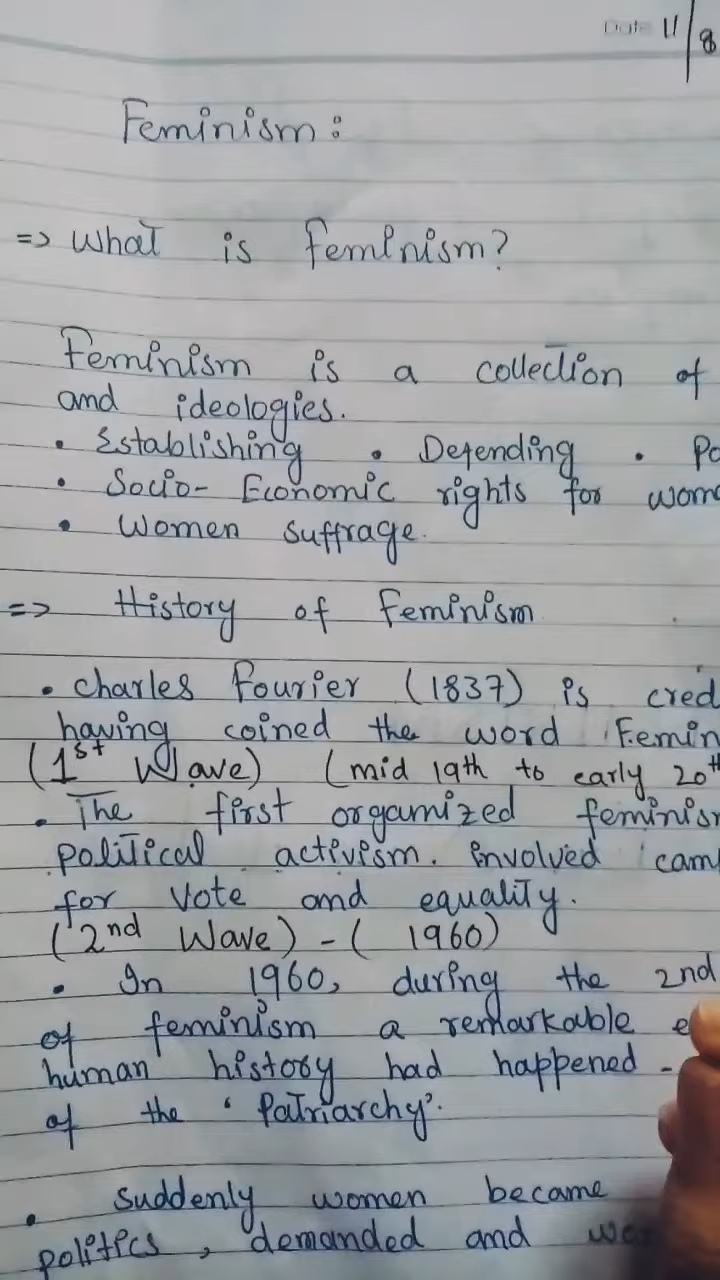 Date 11/8
Feminism:
=> What is Feminism?
Feminism is a collection of
and ideologies.
• Establishing • Defending • Po
• Socio-Economic rights for wom
• Women suffrage.
=> History of Feminism
• Charles Fourier (1837) is cred
having coined the word 'Femin
(1st Wave) (mid 19th to early 20th
• The first organized feminism
political activism. involved cam
for Vote and equality.
(2nd Wave) - ( 1960)
• In 1960, during the 2nd
of feminism a remarkable e
human history had happened -
of the 'Patriarchy'.
• suddenly women became
politics, demanded and